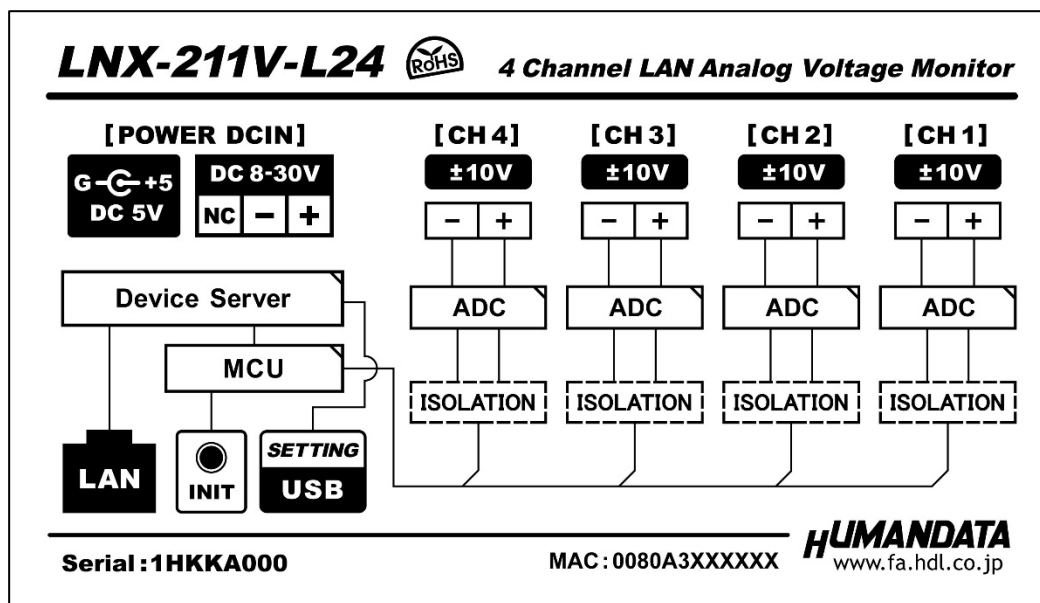 LNX-211V-L24 RoHS 4 Channel LAN Analog Voltage Monitor
[POWER DCIN] [CH 4] [CH 3] [CH 2] [CH 1]
G +5 DC 8-30V ±10V ±10V ±10V ±10V
DC 5V NC − + − + − + − + − +
Device Server ADC ADC ADC ADC
MCU
ISOLATION ISOLATION ISOLATION ISOLATION
SETTING
LAN INIT USB
Serial:1HKKA000 MAC:0080A3XXXXXX HUMANDATA
www.fa.hdl.co.jp